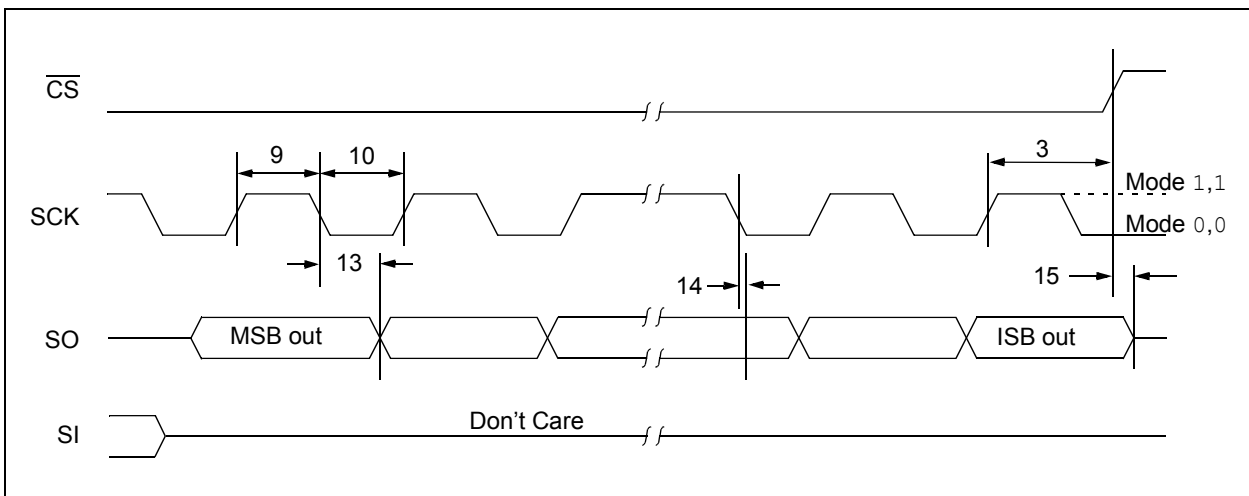 CS
9
10
3
SCK
Mode 1,1
Mode 0,0
13
14
15
SO
MSB out
ISB out
SI
Don't Care